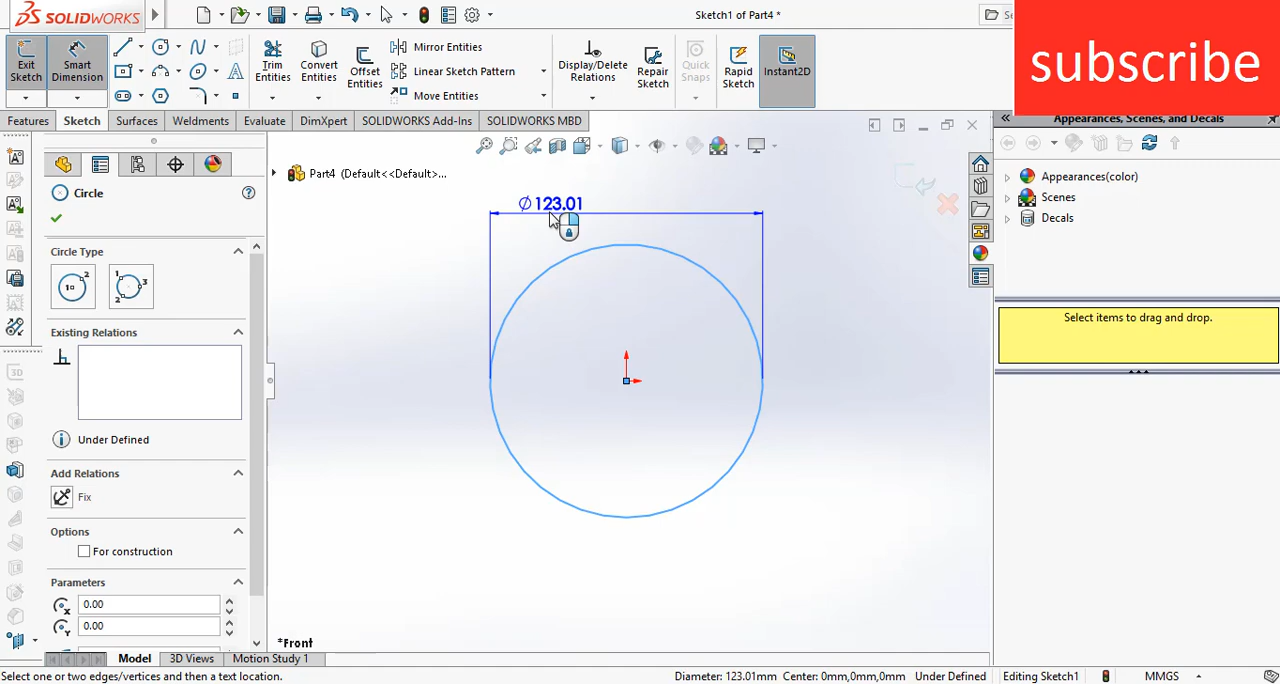 SOLIDWORKS
Sketch1 of Part4 *
subscribe
Exit Sketch
Smart Dimension
Trim Entities
Convert Entities
Offset Entities
Mirror Entities
Linear Sketch Pattern
Move Entities
Display/Delete Relations
Repair Sketch
Quick Snaps
Rapid Sketch
Instant2D
Features
Sketch
Surfaces
Weldments
Evaluate
DimXpert
SOLIDWORKS Add-Ins
SOLIDWORKS MBD
Appearances, Scenes, and Decals
Part4 (Default<<Default>...
Circle
Circle Type
Existing Relations
Under Defined
Add Relations
Fix
Options
For construction
Parameters
0.00
0.00
∅123.01
Appearances(color)
Scenes
Decals
Select items to drag and drop.
*Front
Model
3D Views
Motion Study 1
Select one or two edges/vertices and then a text location.
Diameter: 123.01mm Center: 0mm,0mm,0mm
Under Defined
Editing Sketch1
MMGS